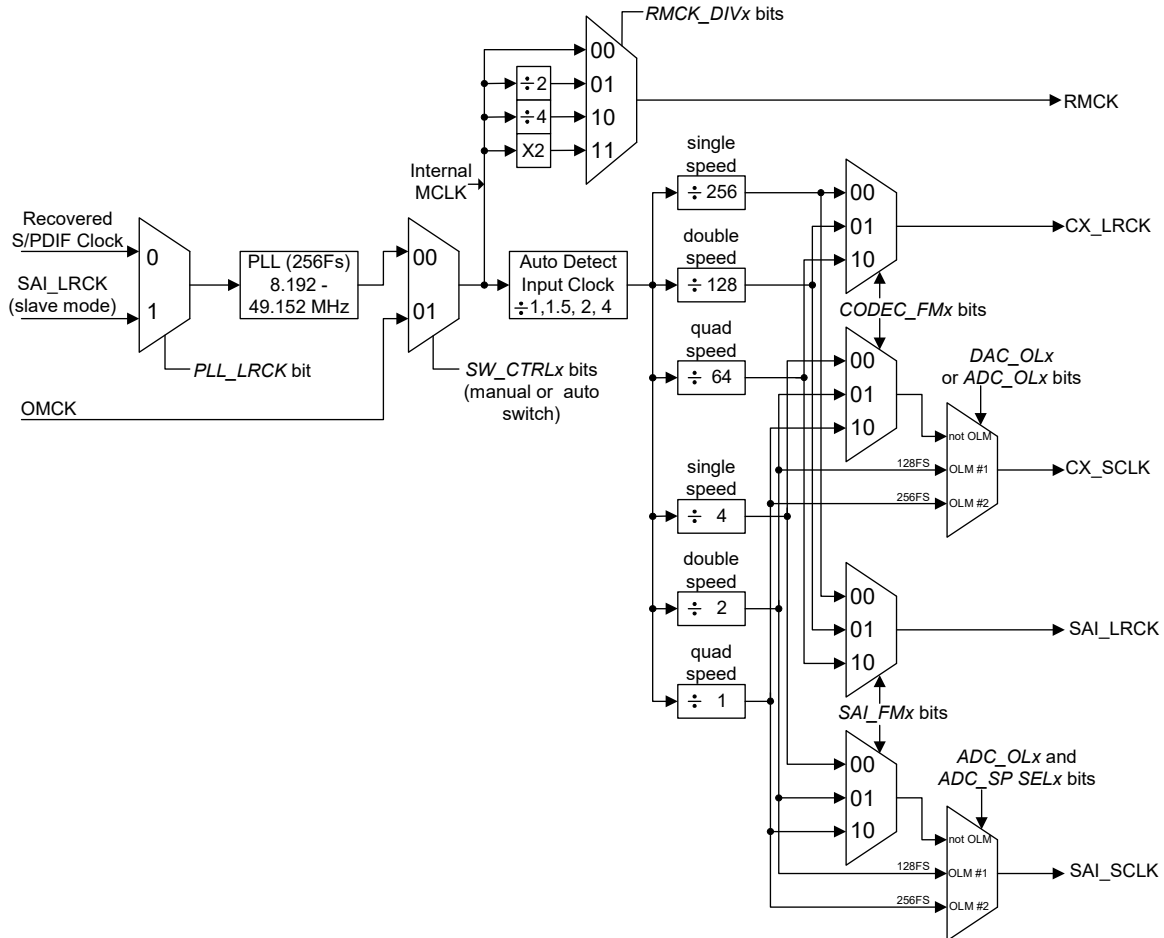 RMCK_DIVx bits
00
÷2
01
÷4
10
X2
11
RMCK
Internal
MCLK
Recovered
S/PDIF Clock
SAI_LRCK
(slave mode)
0
1
PLL_LRCK bit
OMCK
PLL (256Fs)
8.192 -
49.152 MHz
00
01
SW_CTRLx bits
(manual or auto
switch)
Auto Detect
Input Clock
÷1,1.5, 2, 4
single
speed
÷ 256
double
speed
÷ 128
quad
speed
÷ 64
single
speed
÷ 4
double
speed
÷ 2
quad
speed
÷ 1
00
01
10
CX_LRCK
CODEC_FMx bits
00
01
10
DAC_OLx
or ADC_OLx bits
not OLM
128FS
OLM #1
256FS
OLM #2
CX_SCLK
00
01
10
SAI_LRCK
SAI_FMx bits
00
01
10
ADC_OLx and
ADC_SP SELx bits
not OLM
128FS
OLM #1
256FS
OLM #2
SAI_SCLK